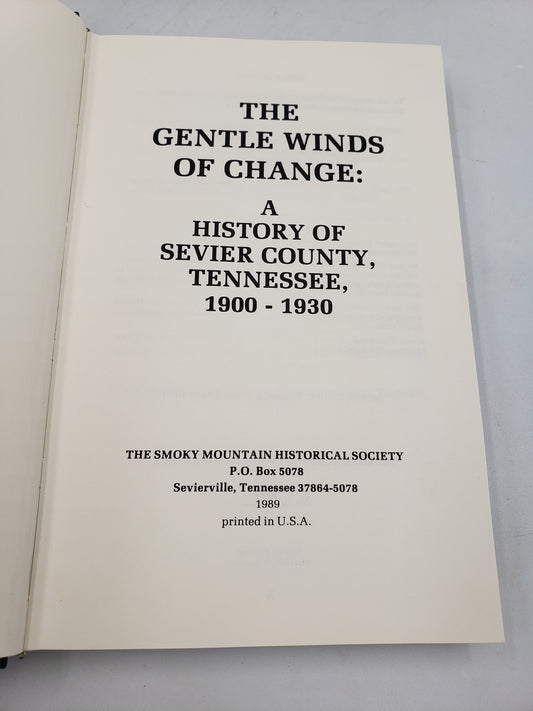 THE
GENTLE WINDS
OF CHANGE:
A
HISTORY OF
SEVIER COUNTY,
TENNESSEE,
1900 - 1930
THE SMOKY MOUNTAIN HISTORICAL SOCIETY
P.O. Box 5078
Sevierville, Tennessee 37864-5078
1989
printed in U.S.A.